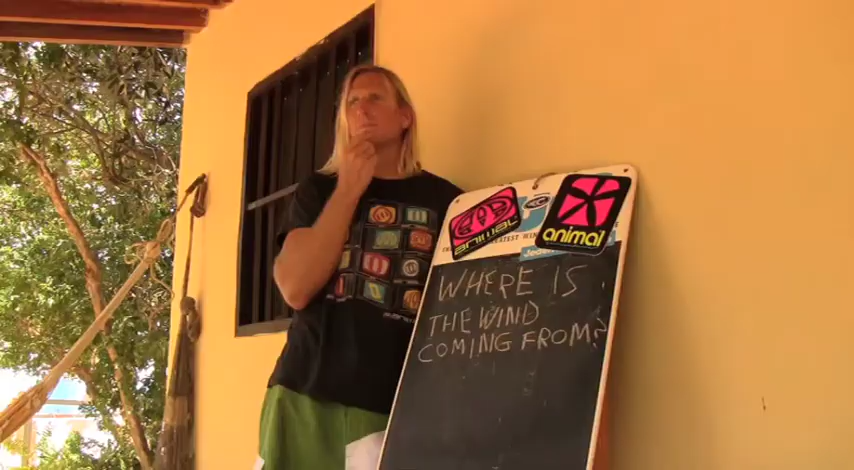 ANIMAL
animal
WHERE IS
THE WIND
COMING FROM?